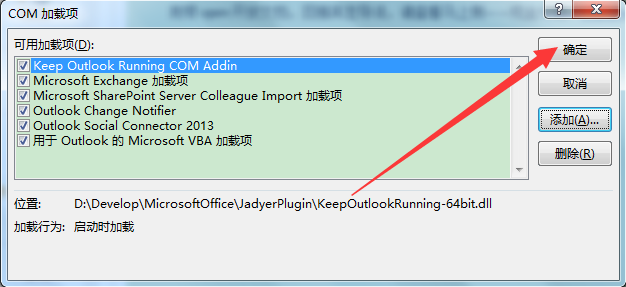 COM 加载项
可用加载项(D):
Keep Outlook Running COM Addin
Microsoft Exchange 加载项
Microsoft SharePoint Server Colleague Import 加载项
Outlook Change Notifier
Outlook Social Connector 2013
用于 Outlook 的 Microsoft VBA 加载项
确定
取消
添加(A)...
删除(R)
位置: D:\Develop\MicrosoftOffice\JadyerPlugin\KeepOutlookRunning-64bit.dll
加载行为: 启动时加载